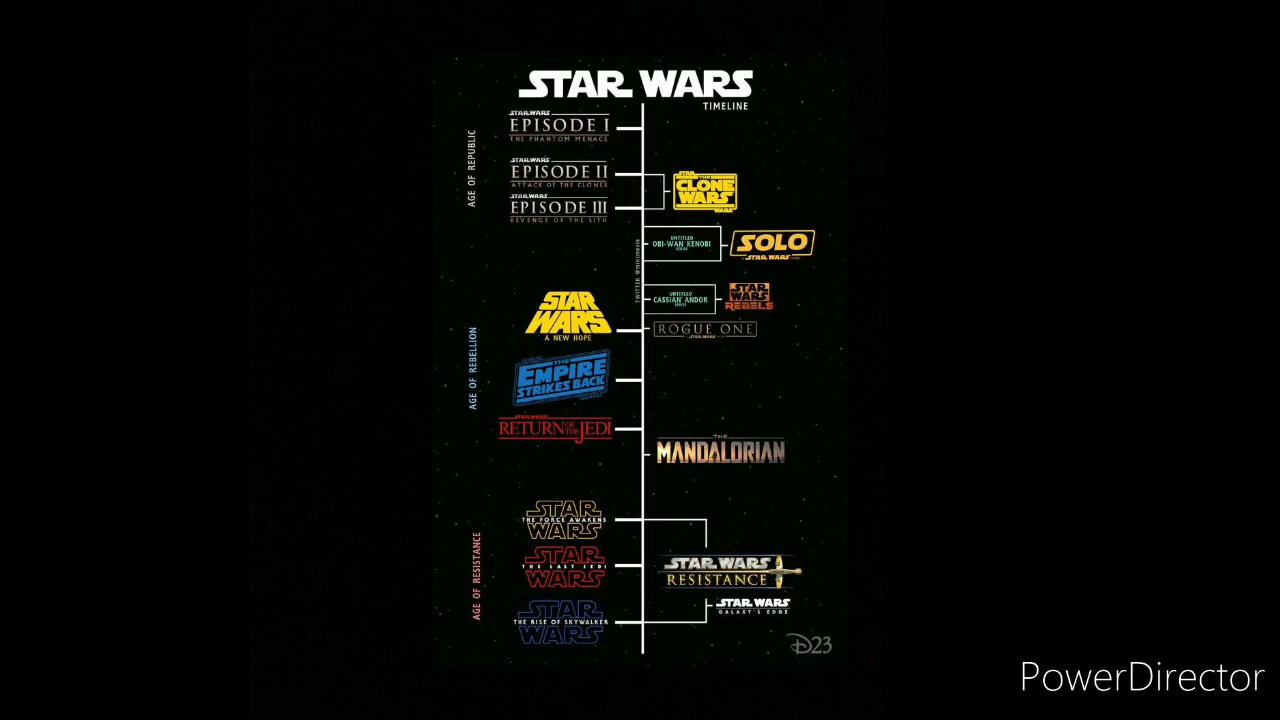 STAR WARS
TIMELINE
AGE OF REPUBLIC
STAR WARS
EPISODE I
THE PHANTOM MENACE
STAR WARS
EPISODE II
ATTACK OF THE CLONES
STAR WARS
EPISODE III
REVENGE OF THE SITH
STAR
THE
CLONE
WARS
WARS
UNTITLED
OBI-WAN KENOBI
SERIES
SOLO
A STAR WARS STORY
TWITTER @minimovie
UNTITLED
CASSIAN ANDOR
SERIES
STAR
WARS
REBELS
AGE OF REBELLION
STAR
WARS
A NEW HOPE
ROGUE ONE
A STAR WARS STORY
STAR
THE
EMPIRE
STRIKES BACK
WARS
STAR WARS
RETURN OF THE JEDI
THE
MANDALORIAN
AGE OF RESISTANCE
STAR
THE FORCE AWAKENS
WARS
STAR
THE LAST JEDI
WARS
STAR WARS
RESISTANCE
STAR
THE RISE OF SKYWALKER
WARS
STAR WARS
GALAXY'S EDGE
D23
PowerDirector